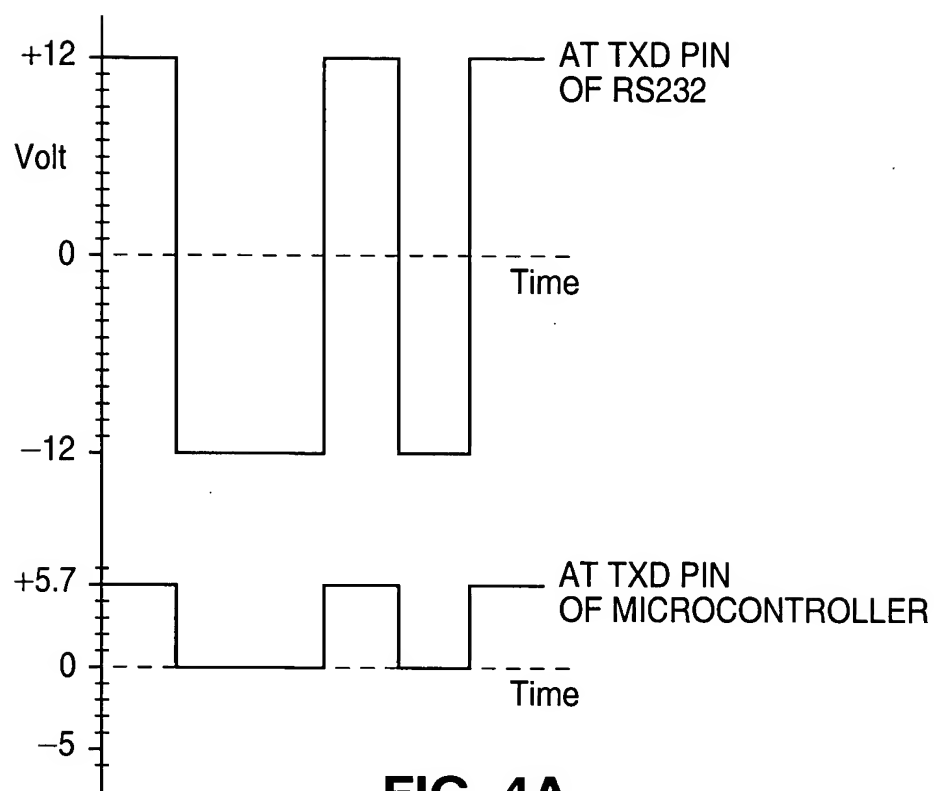 +12
AT TXD PIN
OF RS232
Volt
0
Time
−12
+5.7
AT TXD PIN
OF MICROCONTROLLER
0
Time
−5
FIG. 4A